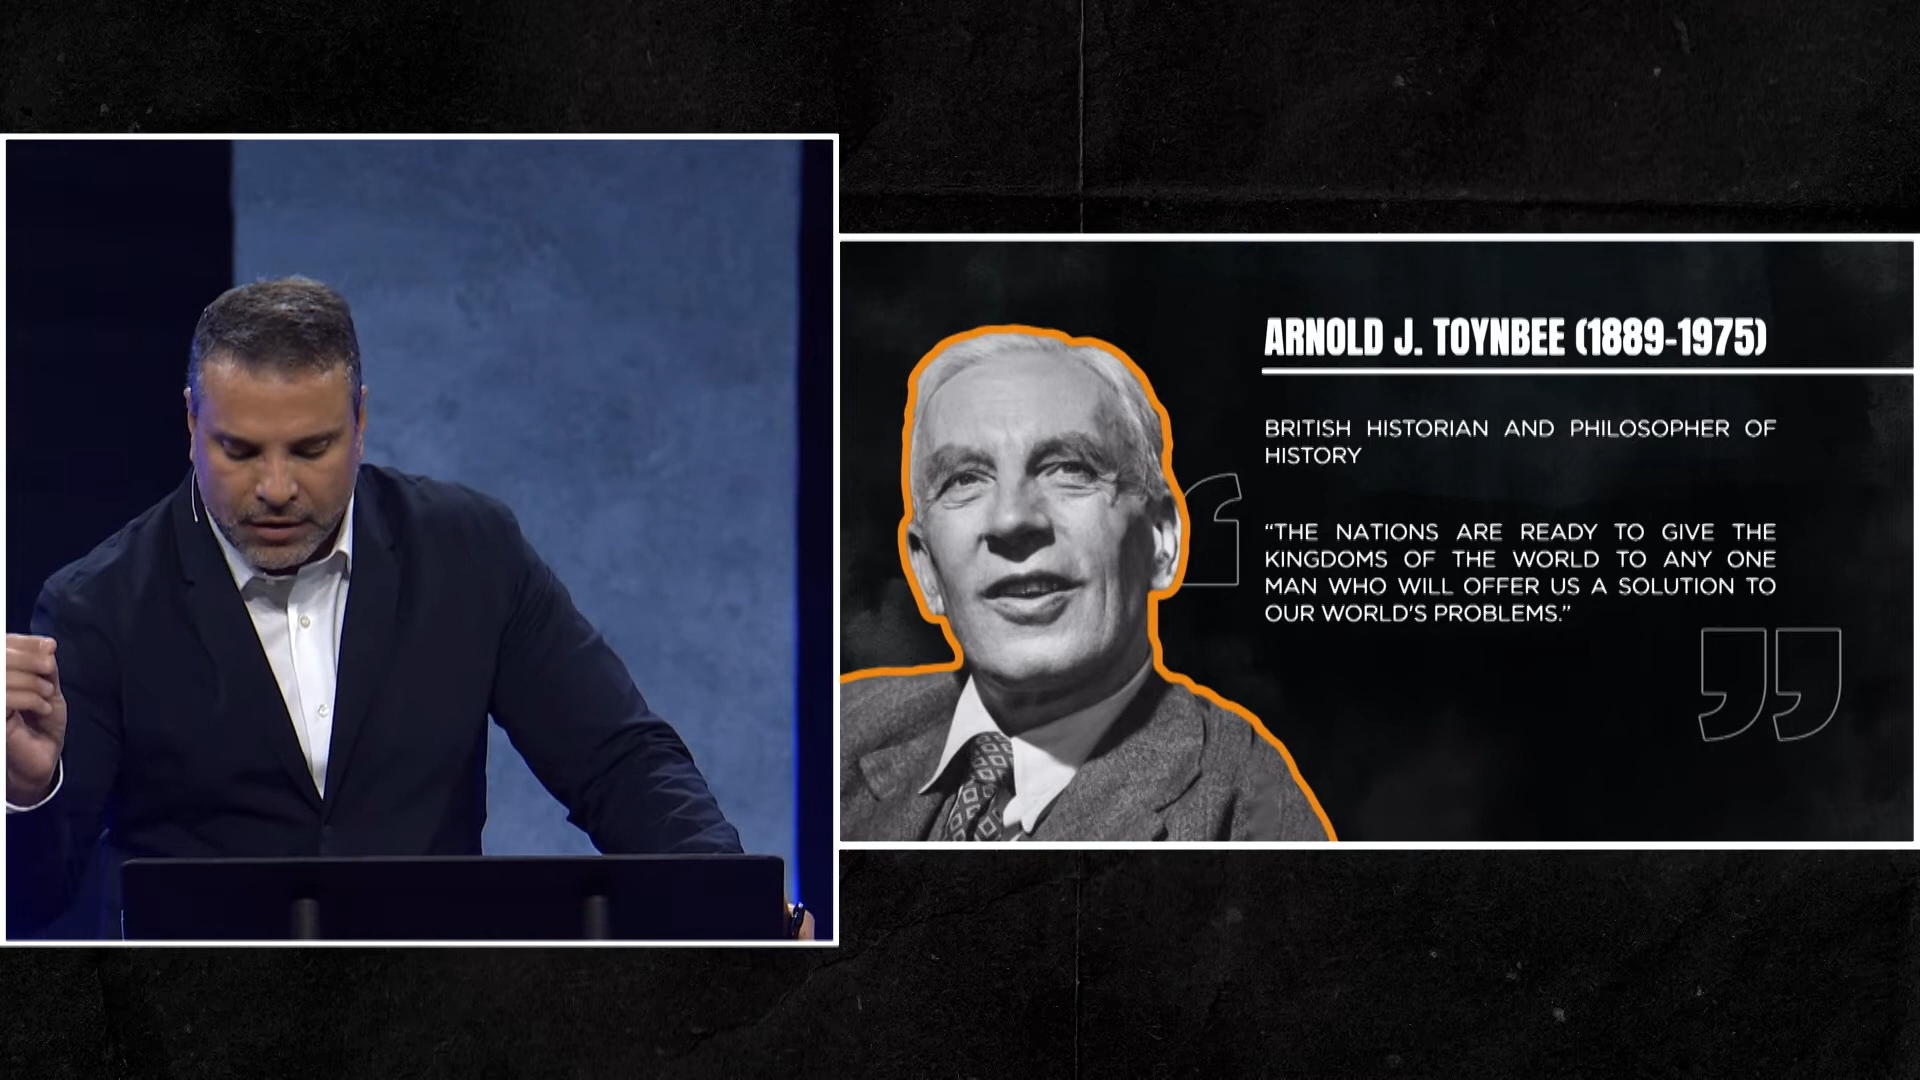 ARNOLD J. TOYNBEE (1889-1975)
BRITISH HISTORIAN AND PHILOSOPHER OF
HISTORY
“THE NATIONS ARE READY TO GIVE THE
KINGDOMS OF THE WORLD TO ANY ONE
MAN WHO WILL OFFER US A SOLUTION TO
OUR WORLD'S PROBLEMS.”